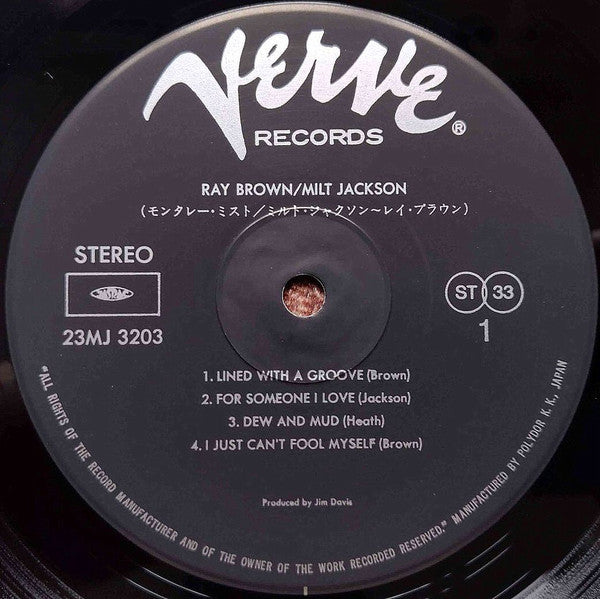 Verve
RECORDS ®
RAY BROWN/MILT JACKSON
(モンタレー・ミスト/ミルト・ジャクソン〜レイ・ブラウン)
STEREO
23MJ 3203
ST 33
1
1. LINED WITH A GROOVE (Brown)
2. FOR SOMEONE I LOVE (Jackson)
3. DEW AND MUD (Heath)
4. I JUST CAN'T FOOL MYSELF (Brown)
Produced by Jim Davis
"ALL RIGHTS OF THE RECORD MANUFACTURER AND OF THE OWNER OF THE WORK RECORDED RESERVED." MANUFACTURED BY POLYDOR K. K., JAPAN